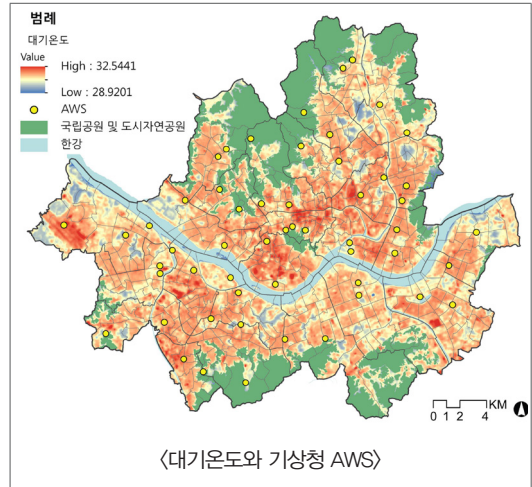 범례
대기온도
Value
High : 32.5441
Low : 28.9201
AWS
국립공원 및 도시자연공원
한강
KM
0 1 2 4
<대기온도와 기상청 AWS>